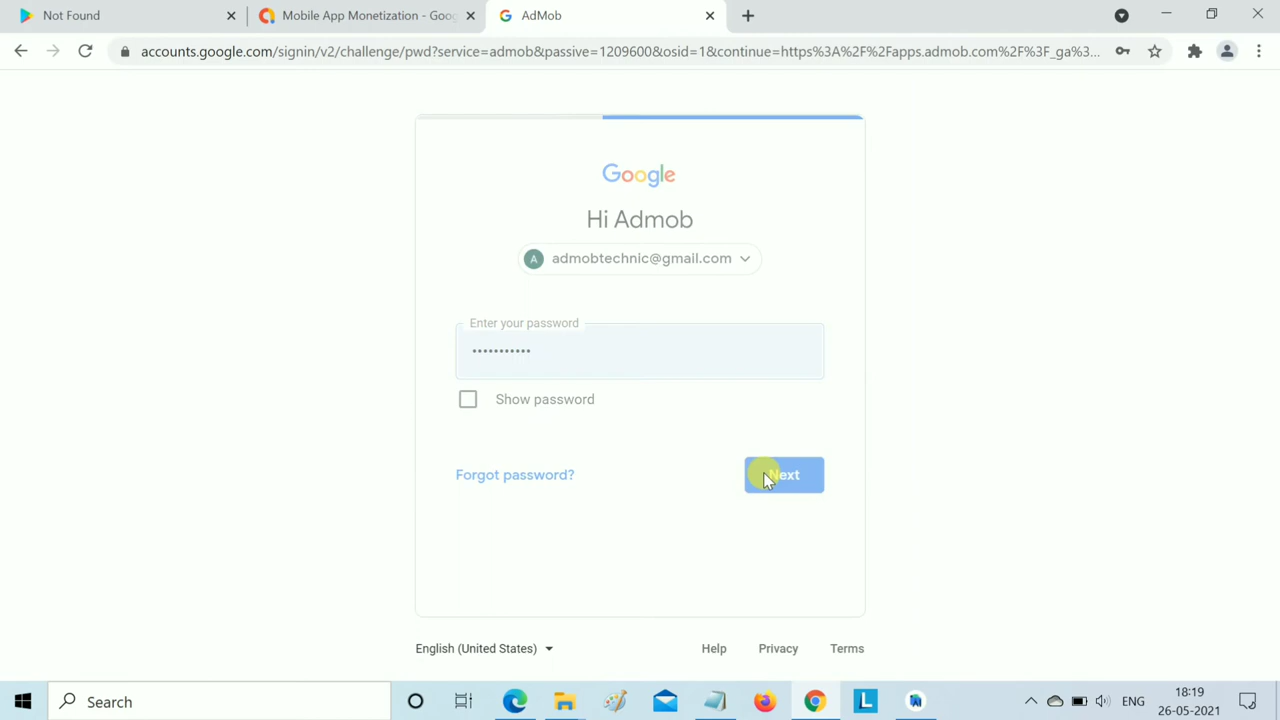 Not Found
Mobile App Monetization - Goo
AdMob
accounts.google.com/signin/v2/challenge/pwd?service=admob&passive=1209600&osid=1&continue=https%3A%2F%2Fapps.admob.com%2F%3F_ga%3...
Google
Hi Admob
A admobtechnic@gmail.com
Enter your password
•••••••••••
Show password
Forgot password?
Next
English (United States)
Help
Privacy
Terms
Search
L
ENG
18:19
26-05-2021